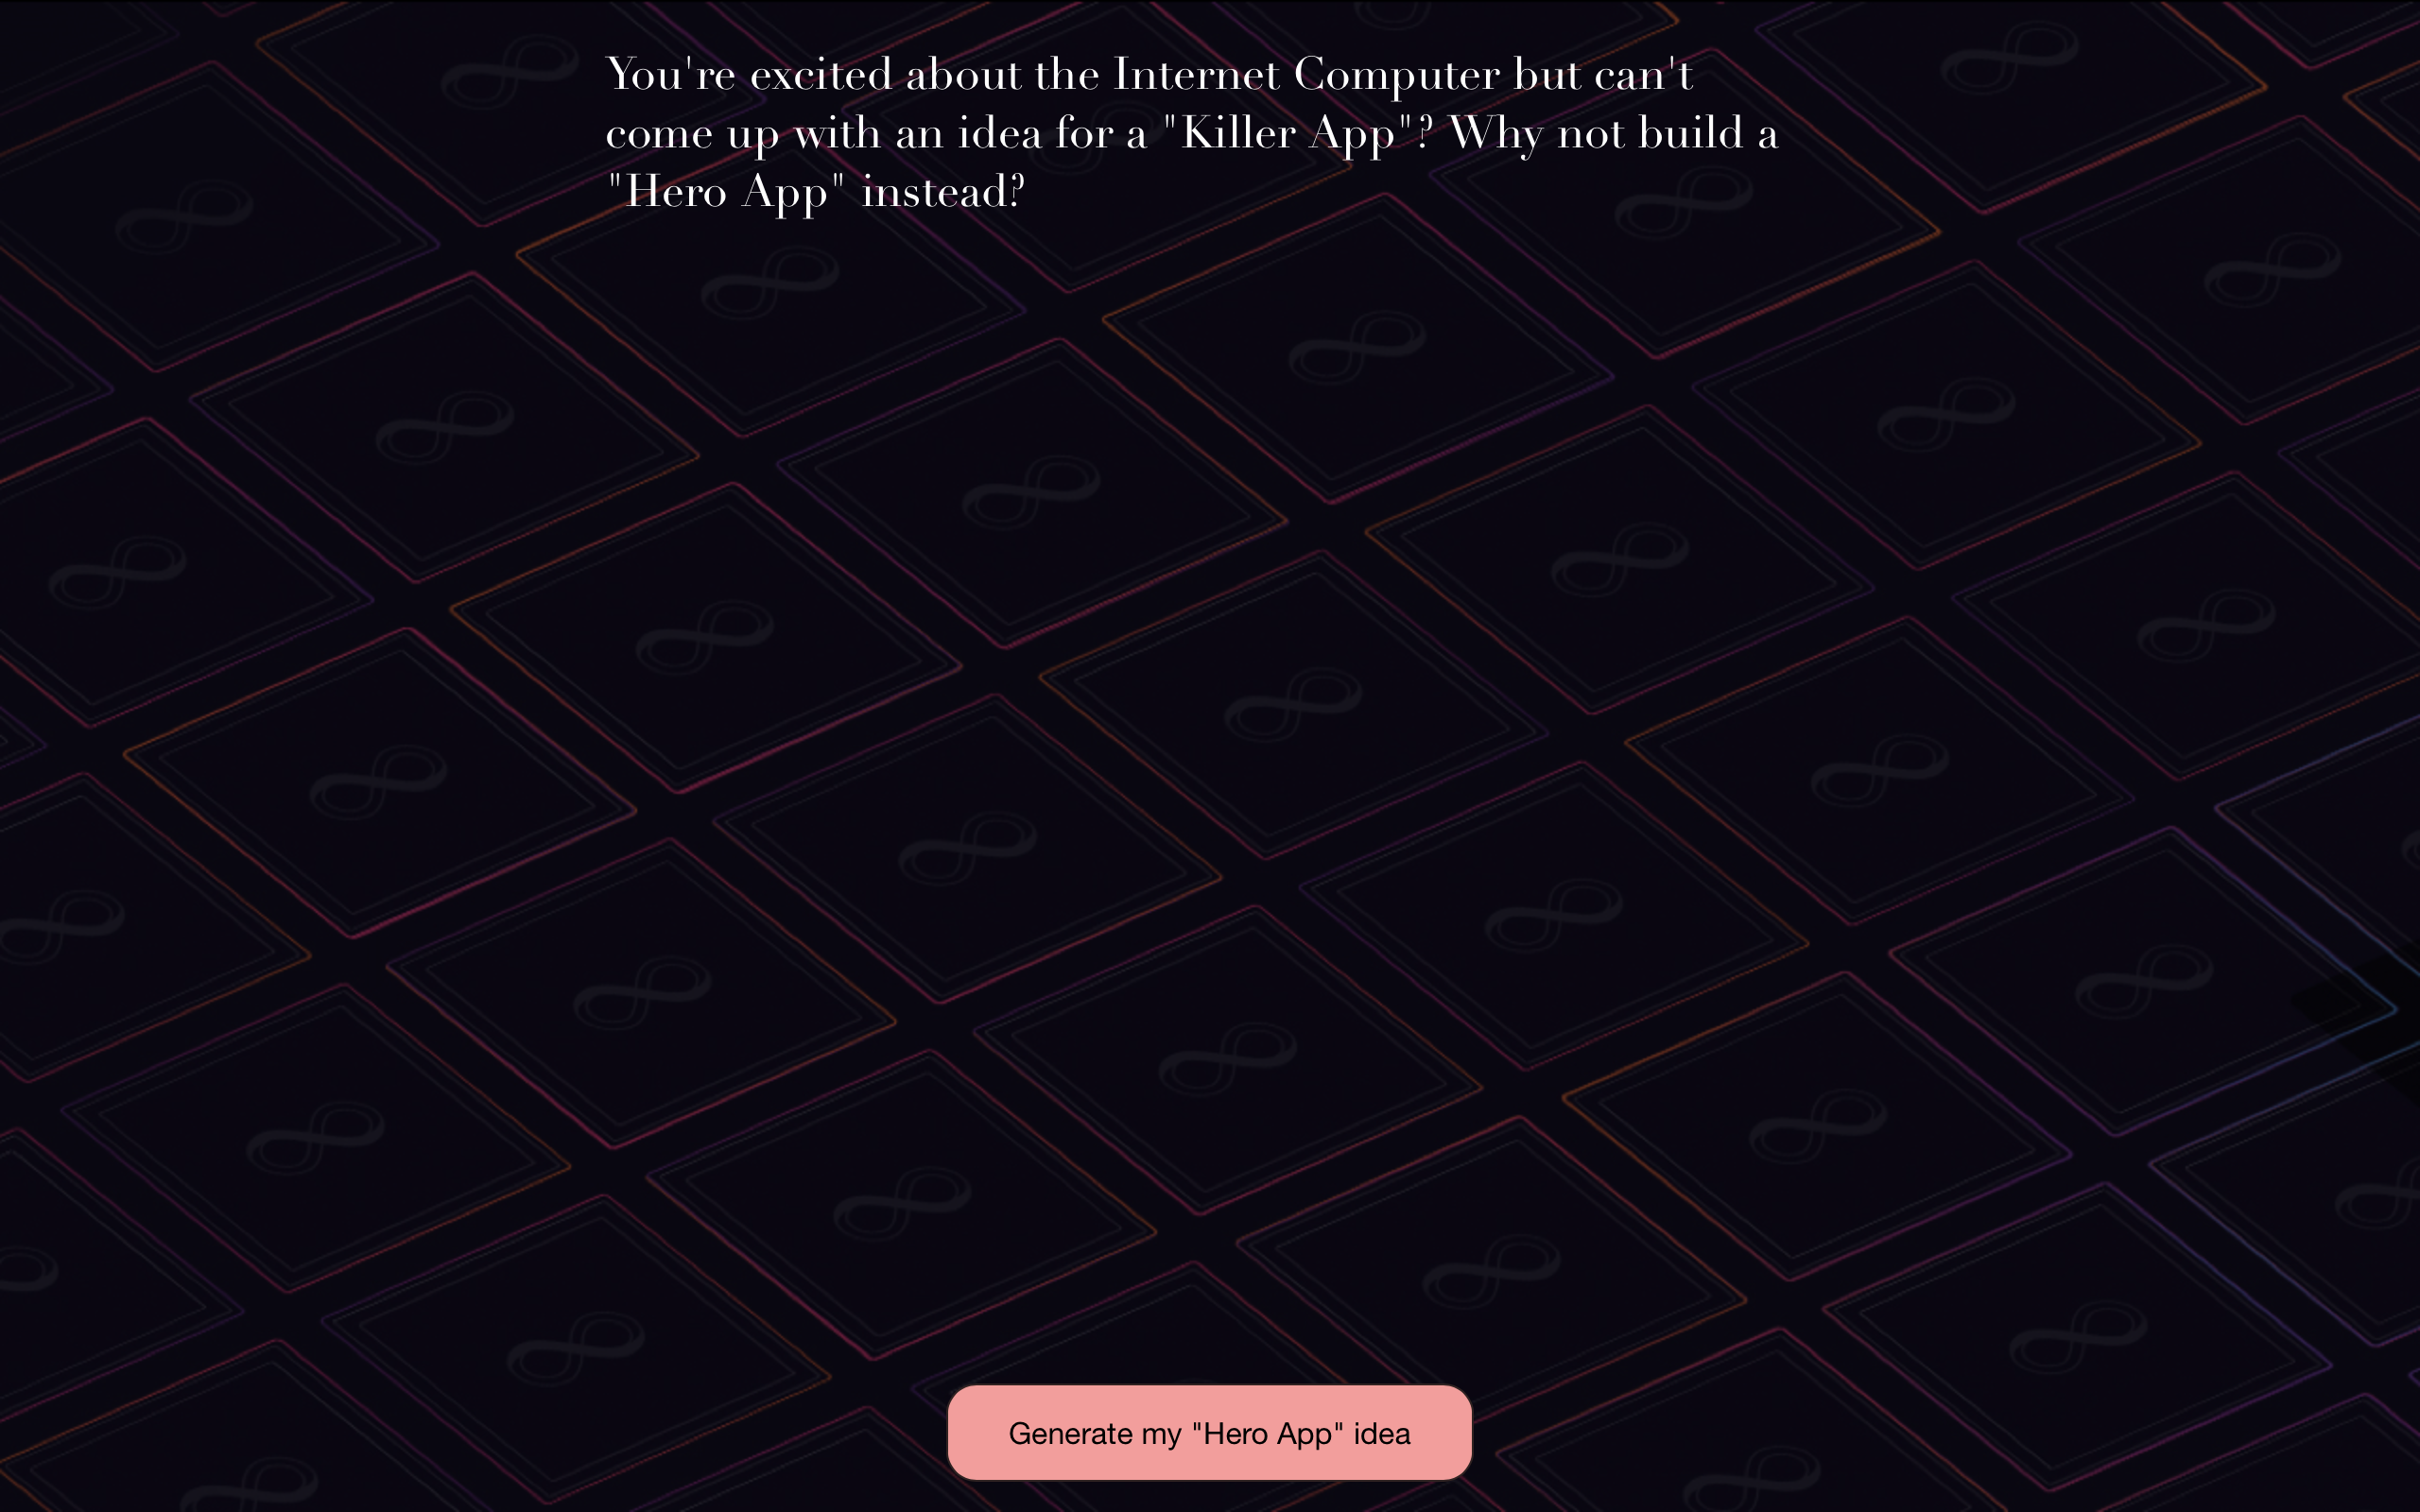 You're excited about the Internet Computer but can't
come up with an idea for a "Killer App"? Why not build a
"Hero App" instead?
Generate my "Hero App" idea